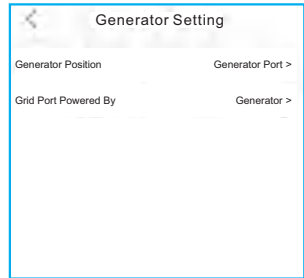 Generator Setting
Generator Position Generator Port >
Grid Port Powered By Generator >